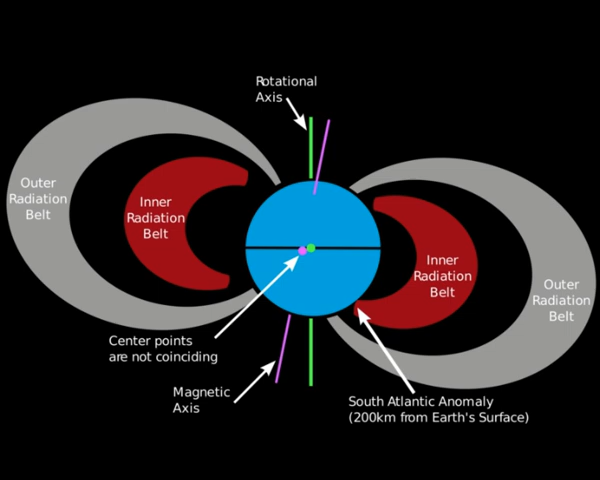 Rotational
Axis
Outer
Radiation
Belt
Inner
Radiation
Belt
Inner
Radiation
Belt
Outer
Radiation
Belt
Center points
are not coinciding
Magnetic
Axis
South Atlantic Anomaly
(200km from Earth's Surface)